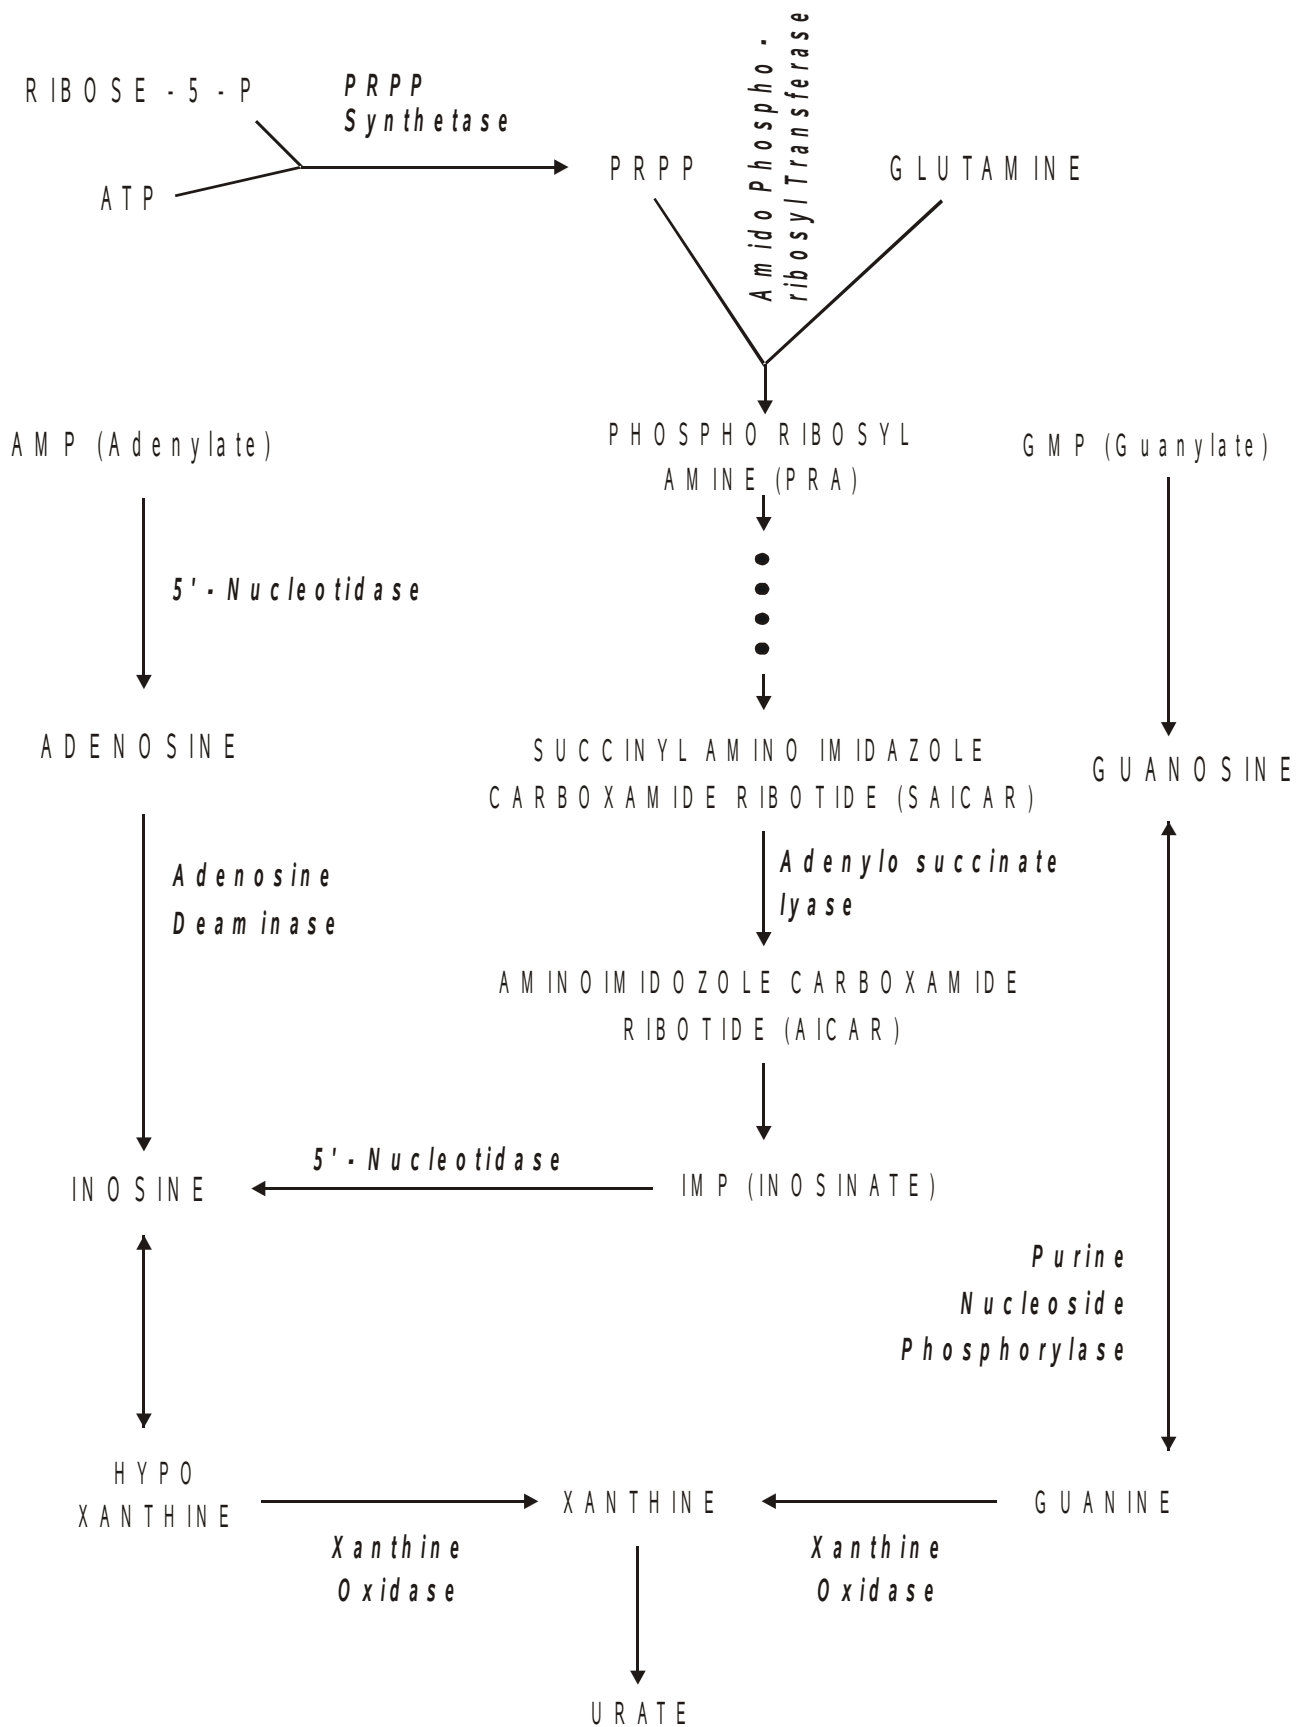 RIBOSE-5-P
PRPP
Synthetase
ATP
PRPP
Amido Phospho-
ribosyl Transferase
GLUTAMINE
AMP (Adenylate)
PHOSPHO RIBOSYL
AMINE (PRA)
GMP (Guanylate)
5'-Nucleotidase
ADENOSINE
SUCCINYL AMINO IMIDAZOLE
CARBOXAMIDE RIBOTIDE (SAICAR)
GUANOSINE
Adenosine
Deaminase
Adenylo succinate
lyase
AMINOIMIDOZOLE CARBOXAMIDE
RIBOTIDE (AICAR)
INOSINE
5'-Nucleotidase
IMP (INOSINATE)
Purine
Nucleoside
Phosphorylase
HYPO
XANTHINE
XANTHINE
GUANINE
Xanthine
Oxidase
Xanthine
Oxidase
URATE